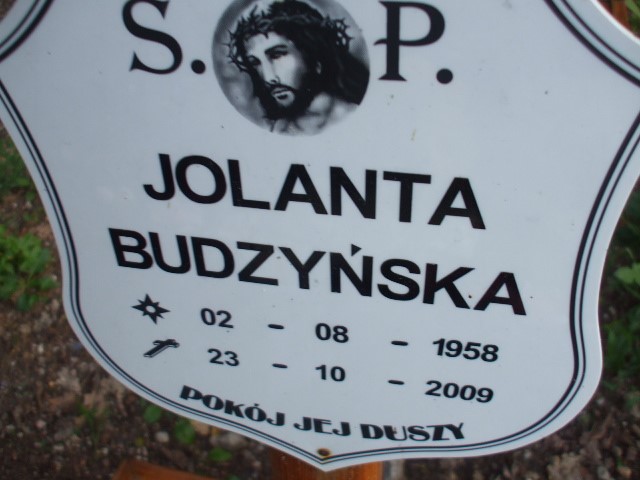 S. P.
JOLANTA
BUDZYŃSKA
02 - 08 - 1958
23 - 10 - 2009
POKÓJ JEJ DUSZY